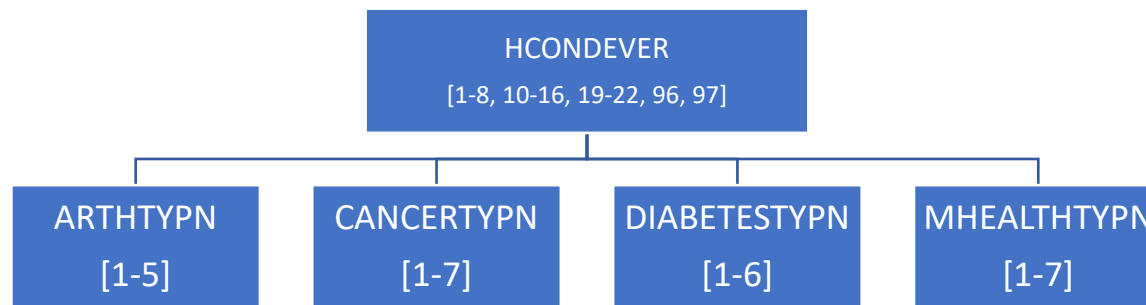 HCONDEVER
[1-8, 10-16, 19-22, 96, 97]
ARTHTYPN
[1-5]
CANCERTYPN
[1-7]
DIABETESTYPN
[1-6]
MHEALTHTYPN
[1-7]